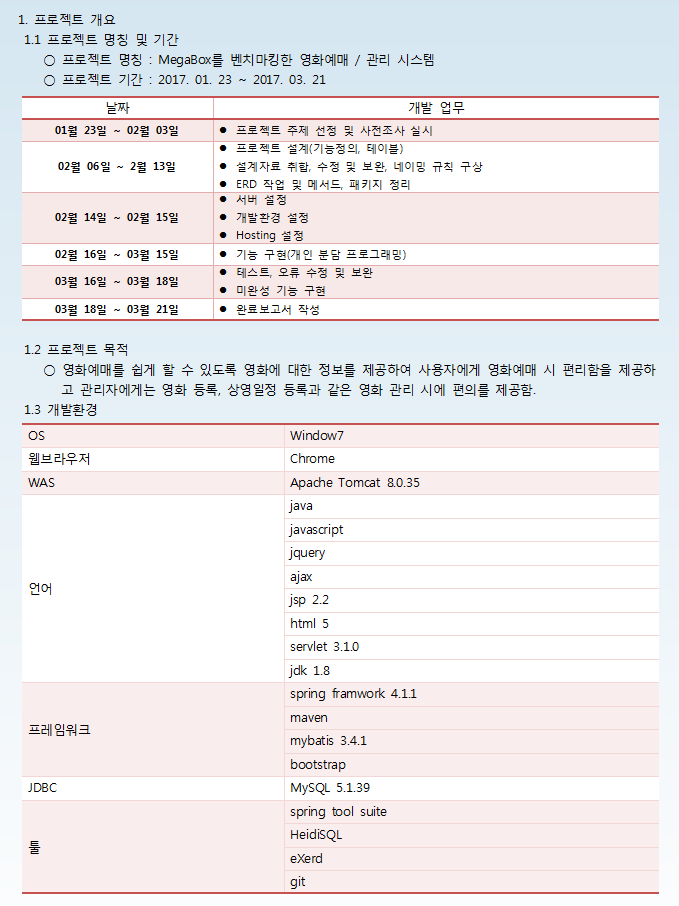 1. 프로젝트 개요
1.1 프로젝트 명칭 및 기간
○ 프로젝트 명칭 : MegaBox를 벤치마킹한 영화예매 / 관리 시스템
○ 프로젝트 기간 : 2017. 01. 23 ~ 2017. 03. 21
날짜 개발 업무
01월 23일 ~ 02월 03일 ● 프로젝트 주제 선정 및 사전조사 실시
● 프로젝트 설계(기능정의, 테이블)
02월 06일 ~ 2월 13일 ● 설계자료 취합, 수정 및 보완, 네이밍 규칙 구상
● ERD 작업 및 메서드, 패키지 정리
● 서버 설정
02월 14일 ~ 02월 15일 ● 개발환경 설정
● Hosting 설정
02월 16일 ~ 03월 15일 ● 기능 구현(개인 분담 프로그래밍)
03월 16일 ~ 03월 18일 ● 테스트, 오류 수정 및 보완
● 미완성 기능 구현
03월 18일 ~ 03월 21일 ● 완료보고서 작성
1.2 프로젝트 목적
○ 영화예매를 쉽게 할 수 있도록 영화에 대한 정보를 제공하여 사용자에게 영화예매 시 편리함을 제공하
고 관리자에게는 영화 등록, 상영일정 등록과 같은 영화 관리 시에 편의를 제공함.
1.3 개발환경
OS Window7
웹브라우저 Chrome
WAS Apache Tomcat 8.0.35
언어 java
javascript
jquery
ajax
jsp 2.2
html 5
servlet 3.1.0
jdk 1.8
프레임워크 spring framwork 4.1.1
maven
mybatis 3.4.1
bootstrap
JDBC MySQL 5.1.39
툴 spring tool suite
HeidiSQL
eXerd
git